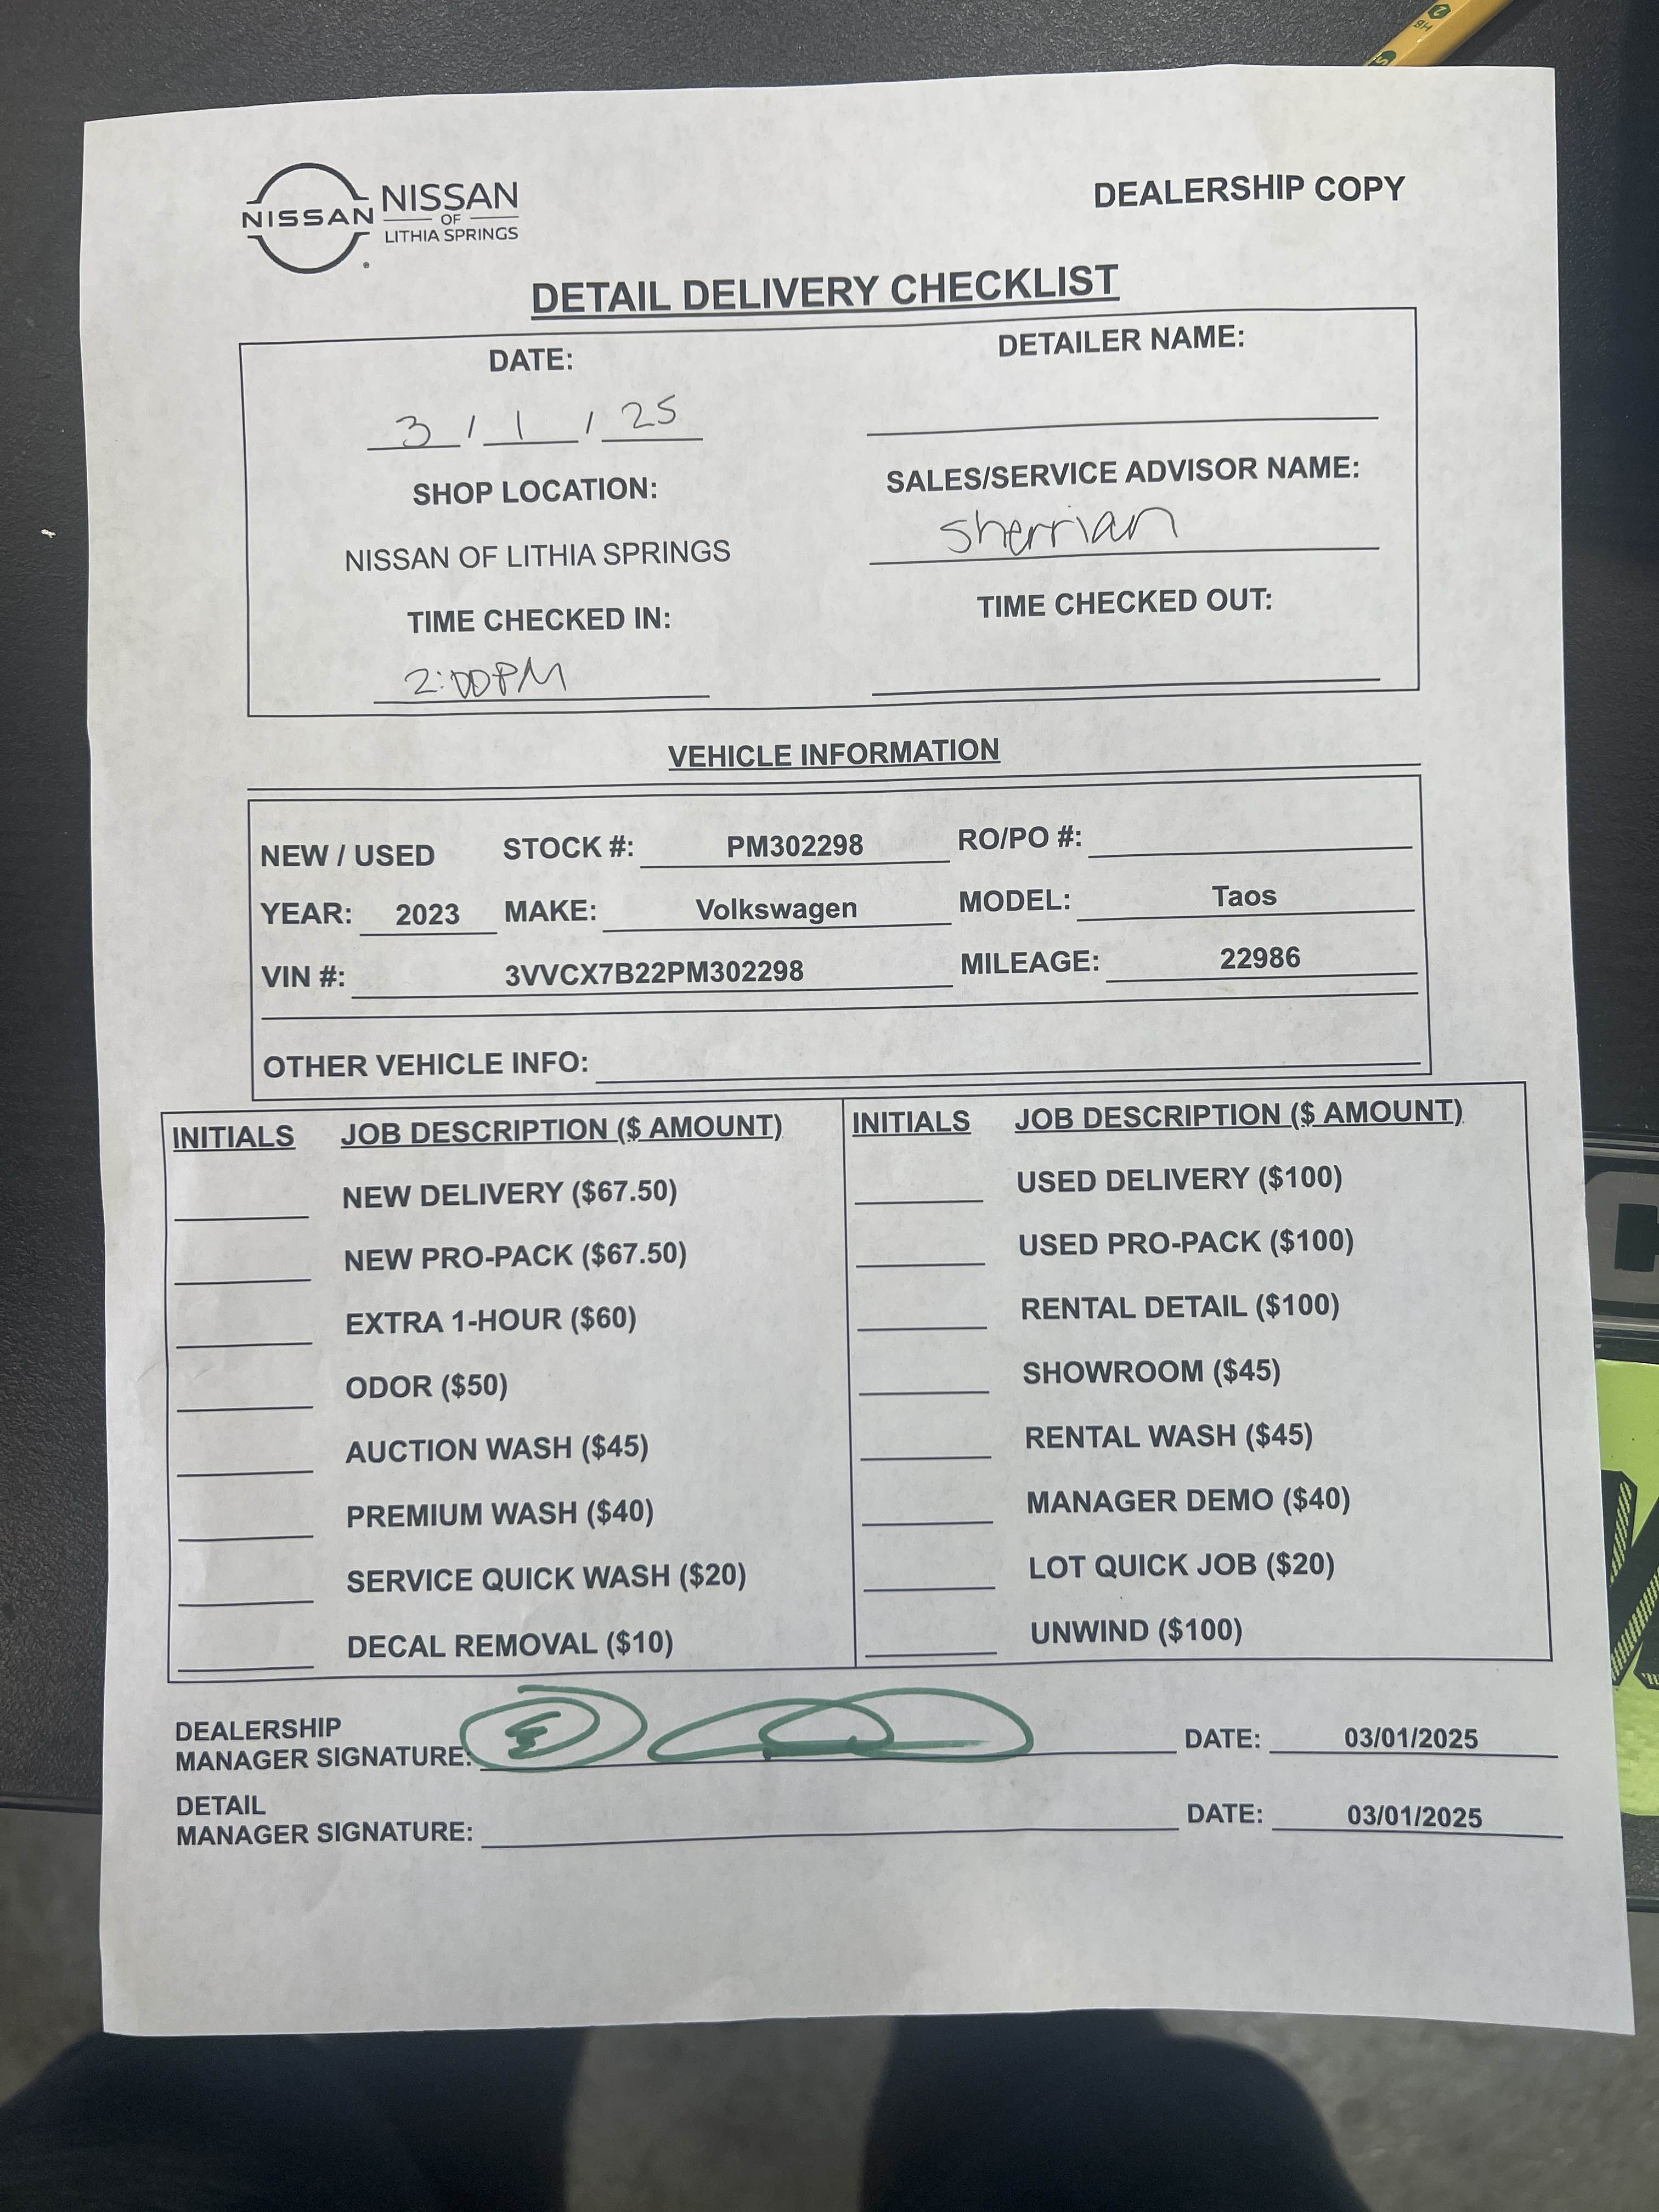 NISSAN
NISSAN
OF
LITHIA SPRINGS
DEALERSHIP COPY
DETAIL DELIVERY CHECKLIST
DATE:
3 / 1 / 25
DETAILER NAME:
SHOP LOCATION:
NISSAN OF LITHIA SPRINGS
SALES/SERVICE ADVISOR NAME:
Sherrian
TIME CHECKED IN:
2:00PM
TIME CHECKED OUT:
VEHICLE INFORMATION
NEW / USED STOCK #: PM302298 RO/PO #:
YEAR: 2023 MAKE: Volkswagen MODEL: Taos
VIN #: 3VVCX7B22PM302298 MILEAGE: 22986
OTHER VEHICLE INFO:
INITIALS JOB DESCRIPTION ($ AMOUNT)
NEW DELIVERY ($67.50)
NEW PRO-PACK ($67.50)
EXTRA 1-HOUR ($60)
ODOR ($50)
AUCTION WASH ($45)
PREMIUM WASH ($40)
SERVICE QUICK WASH ($20)
DECAL REMOVAL ($10)
INITIALS JOB DESCRIPTION ($ AMOUNT)
USED DELIVERY ($100)
USED PRO-PACK ($100)
RENTAL DETAIL ($100)
SHOWROOM ($45)
RENTAL WASH ($45)
MANAGER DEMO ($40)
LOT QUICK JOB ($20)
UNWIND ($100)
DEALERSHIP
MANAGER SIGNATURE: DATE: 03/01/2025
DETAIL
MANAGER SIGNATURE: DATE: 03/01/2025
2
HB